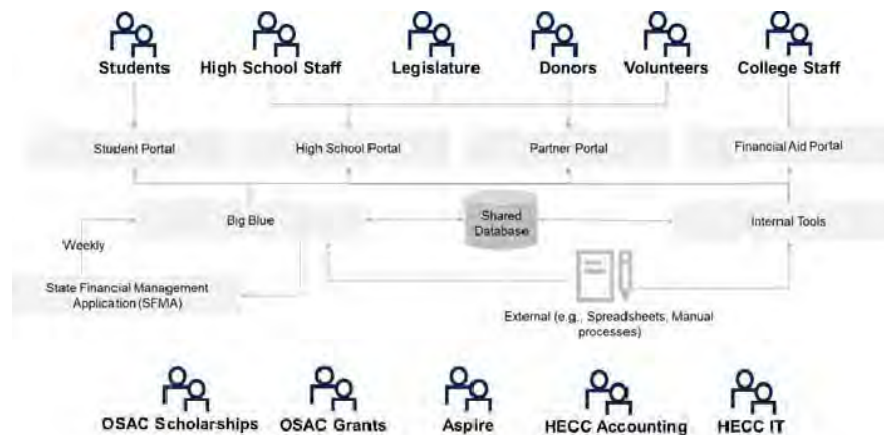 Students High School Staff Legislature Donors Volunteers College Staff
Student Portal High School Portal Partner Portal Financial Aid Portal
Big Blue Shared Database Internal Tools
Weekly
State Financial Management
Application (SFMA)
External (e.g., Spreadsheets, Manual
processes)
OSAC Scholarships OSAC Grants Aspire HECC Accounting HECC IT